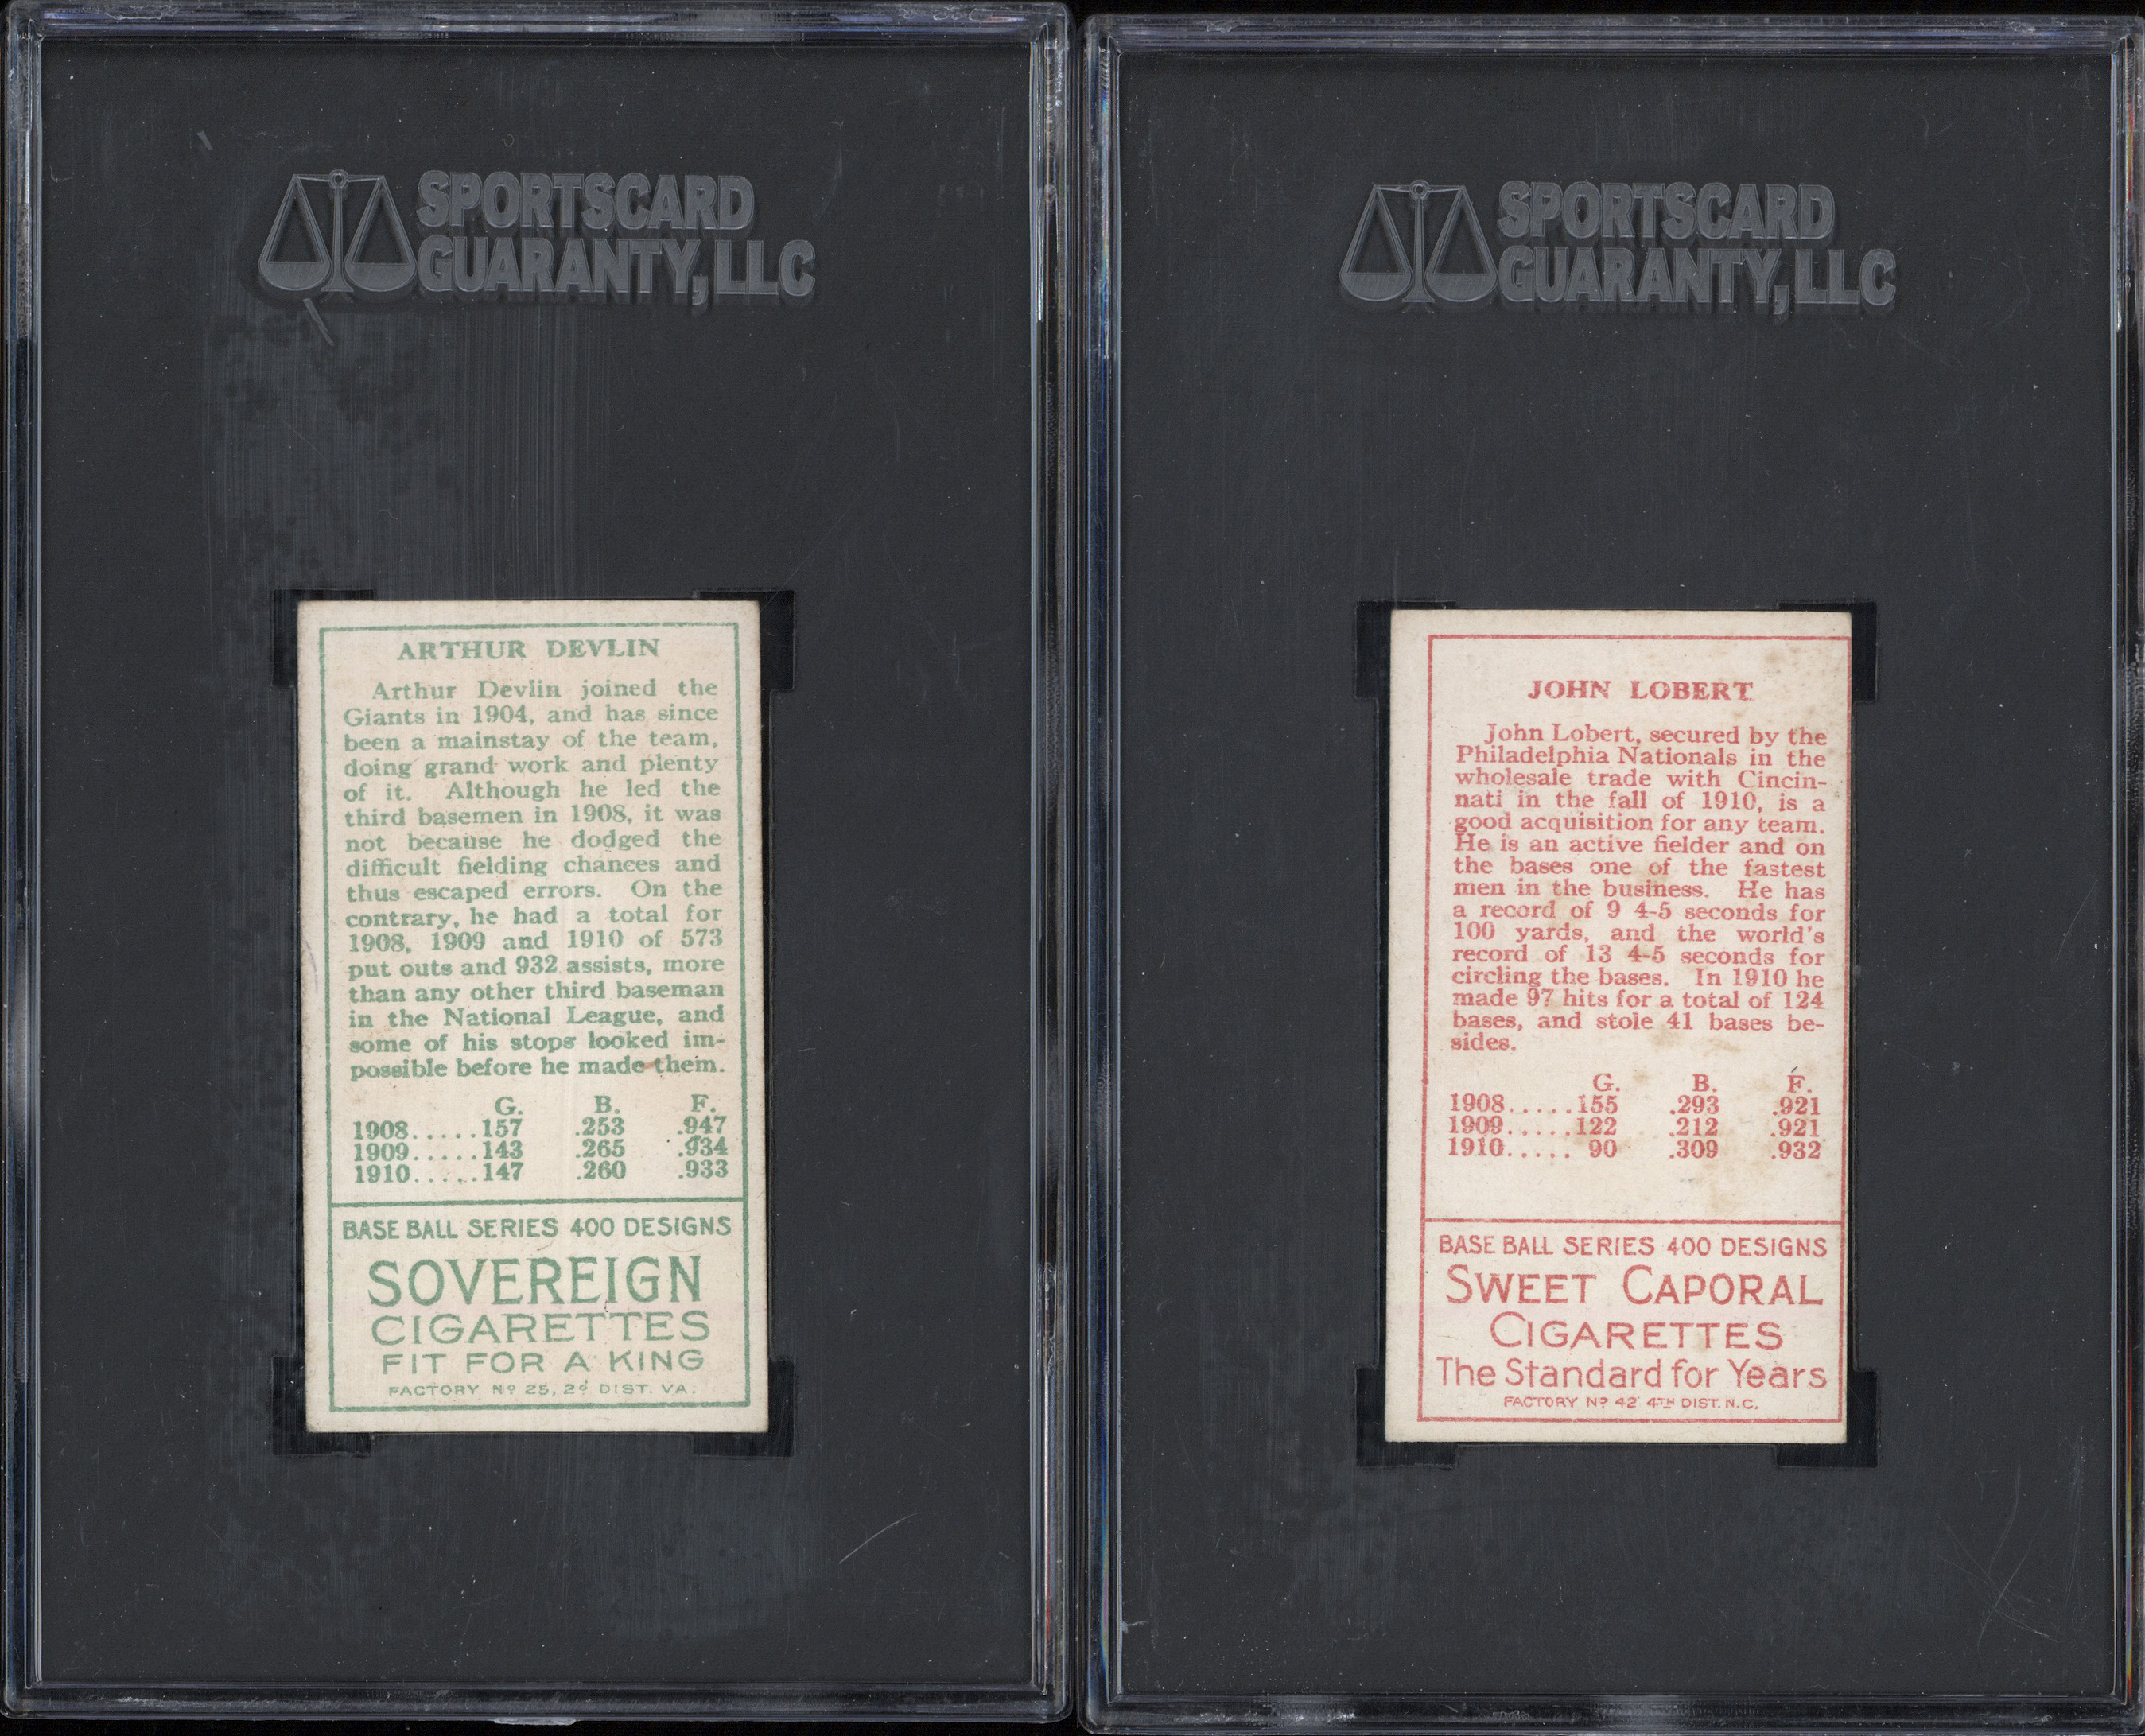 SPORTSCARD
GUARANTY, LLC
ARTHUR DEVLIN
Arthur Devlin joined the
Giants in 1904, and has since
been a mainstay of the team,
doing grand work and plenty
of it. Although he led the
third basemen in 1908, it was
not because he dodged the
difficult fielding chances and
thus escaped errors. On the
contrary, he had a total for
1908, 1909 and 1910 of 573
put outs and 932 assists, more
than any other third baseman
in the National League, and
some of his stops looked im-
possible before he made them.
G. B. F.
1908.....157 .253 .947
1909.....143 .265 .934
1910.....147 .260 .933
BASE BALL SERIES 400 DESIGNS
SOVEREIGN
CIGARETTES
FIT FOR A KING
FACTORY Nº 25, 2d DIST. VA.
SPORTSCARD
GUARANTY, LLC
JOHN LOBERT
John Lobert, secured by the
Philadelphia Nationals in the
wholesale trade with Cincin-
nati in the fall of 1910, is a
good acquisition for any team.
He is an active fielder and on
the bases one of the fastest
men in the business. He has
a record of 9 4-5 seconds for
100 yards, and the world's
record of 13 4-5 seconds for
circling the bases. In 1910 he
made 97 hits for a total of 124
bases, and stole 41 bases be-
sides.
G. B. F.
1908.....155 .293 .921
1909.....122 .212 .921
1910..... 90 .309 .932
BASE BALL SERIES 400 DESIGNS
SWEET CAPORAL
CIGARETTES
The Standard for Years
FACTORY Nº 42 4TH DIST. N.C.